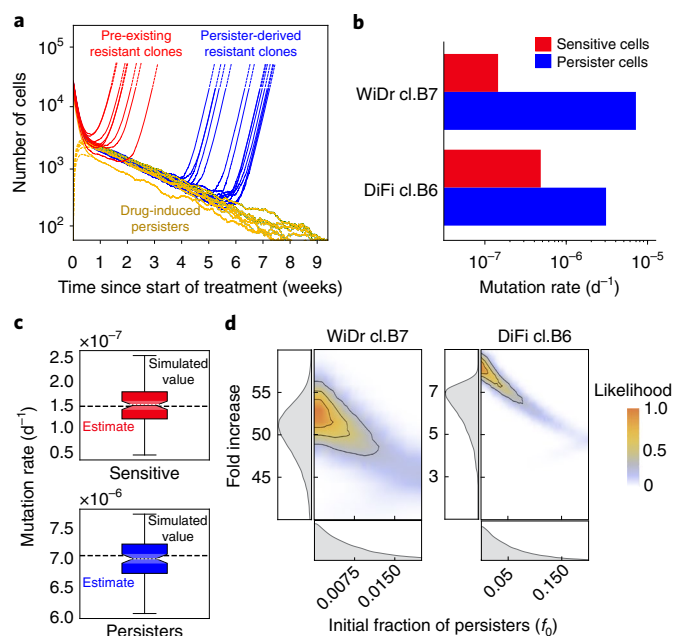 a
Pre-existing
resistant clones
Persister-derived
resistant clones
10⁵
10⁴
10³
10²
Number of cells
Drug-induced
persisters
0 1 2 3 4 5 6 7 8 9
Time since start of treatment (weeks)
b
Sensitive cells
Persister cells
WiDr cl.B7
DiFi cl.B6
10⁻⁷ 10⁻⁶ 10⁻⁵
Mutation rate (d⁻¹)
c
×10⁻⁷
2.5
2.0
1.5
1.0
0.5
Simulated
value
Estimate
Sensitive
Mutation rate (d⁻¹)
×10⁻⁶
7.5
7.0
6.5
6.0
Simulated
value
Estimate
Persisters
d
WiDr cl.B7
DiFi cl.B6
Fold increase
55
50
45
7
5
3
0.0075 0.0150
0.05 0.15
Initial fraction of persisters (f₀)
Likelihood
1.0
0.5
0